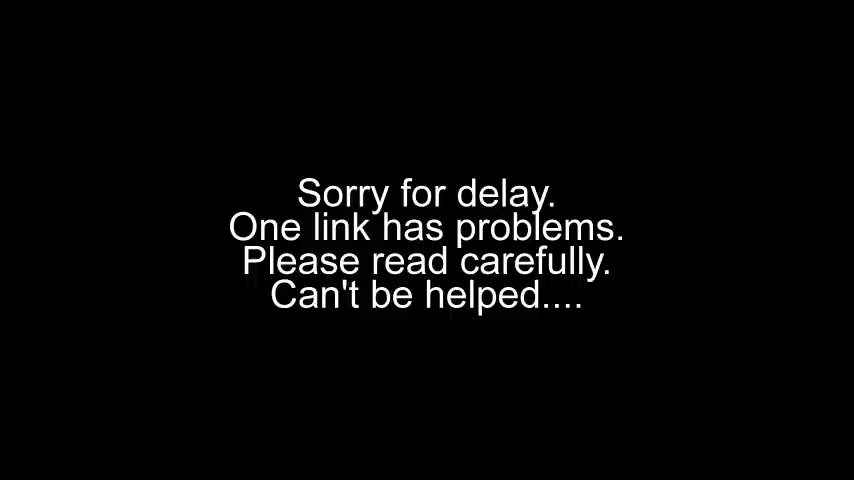 Sorry for delay.
One link has problems.
Please read carefully.
Can't be helped....